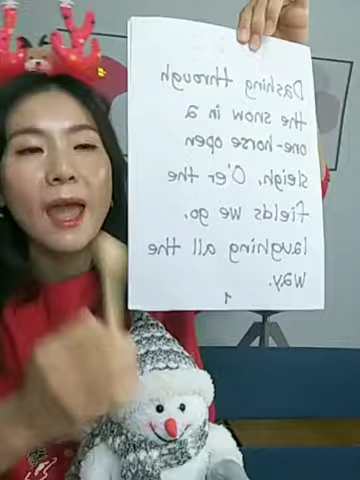 Dashing through
the snow in a
one-horse open
sleigh, O'er the
fields we go,
laughing all the
way.
1